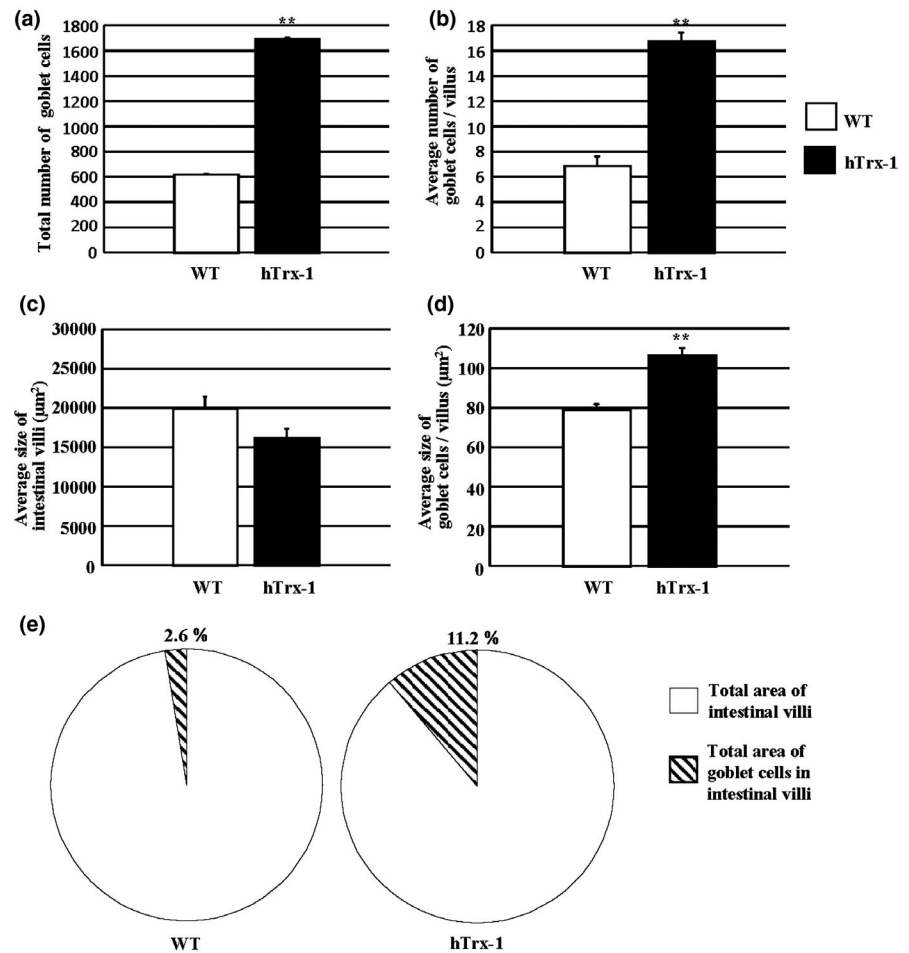 (a)
Total number of goblet cells
1800
1600
1400
1200
1000
800
600
400
200
0
**
WT
hTrx-1
(b)
Average number of
goblet cells / villus
18
16
14
12
10
8
6
4
2
0
**
WT
hTrx-1
WT
hTrx-1
(c)
Average size of
intestinal villi (µm²)
30000
25000
20000
15000
10000
5000
0
WT
hTrx-1
(d)
Average size of
goblet cells / villus (µm²)
120
100
80
60
40
20
0
**
WT
hTrx-1
(e)
2.6 %
WT
11.2 %
hTrx-1
Total area of
intestinal villi
Total area of
goblet cells in
intestinal villi